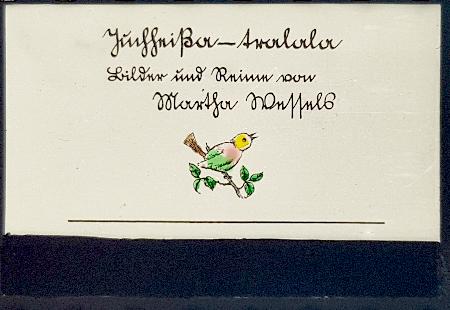 Juchheißa – tralala
Bilder und Reime von
Martha Wessels